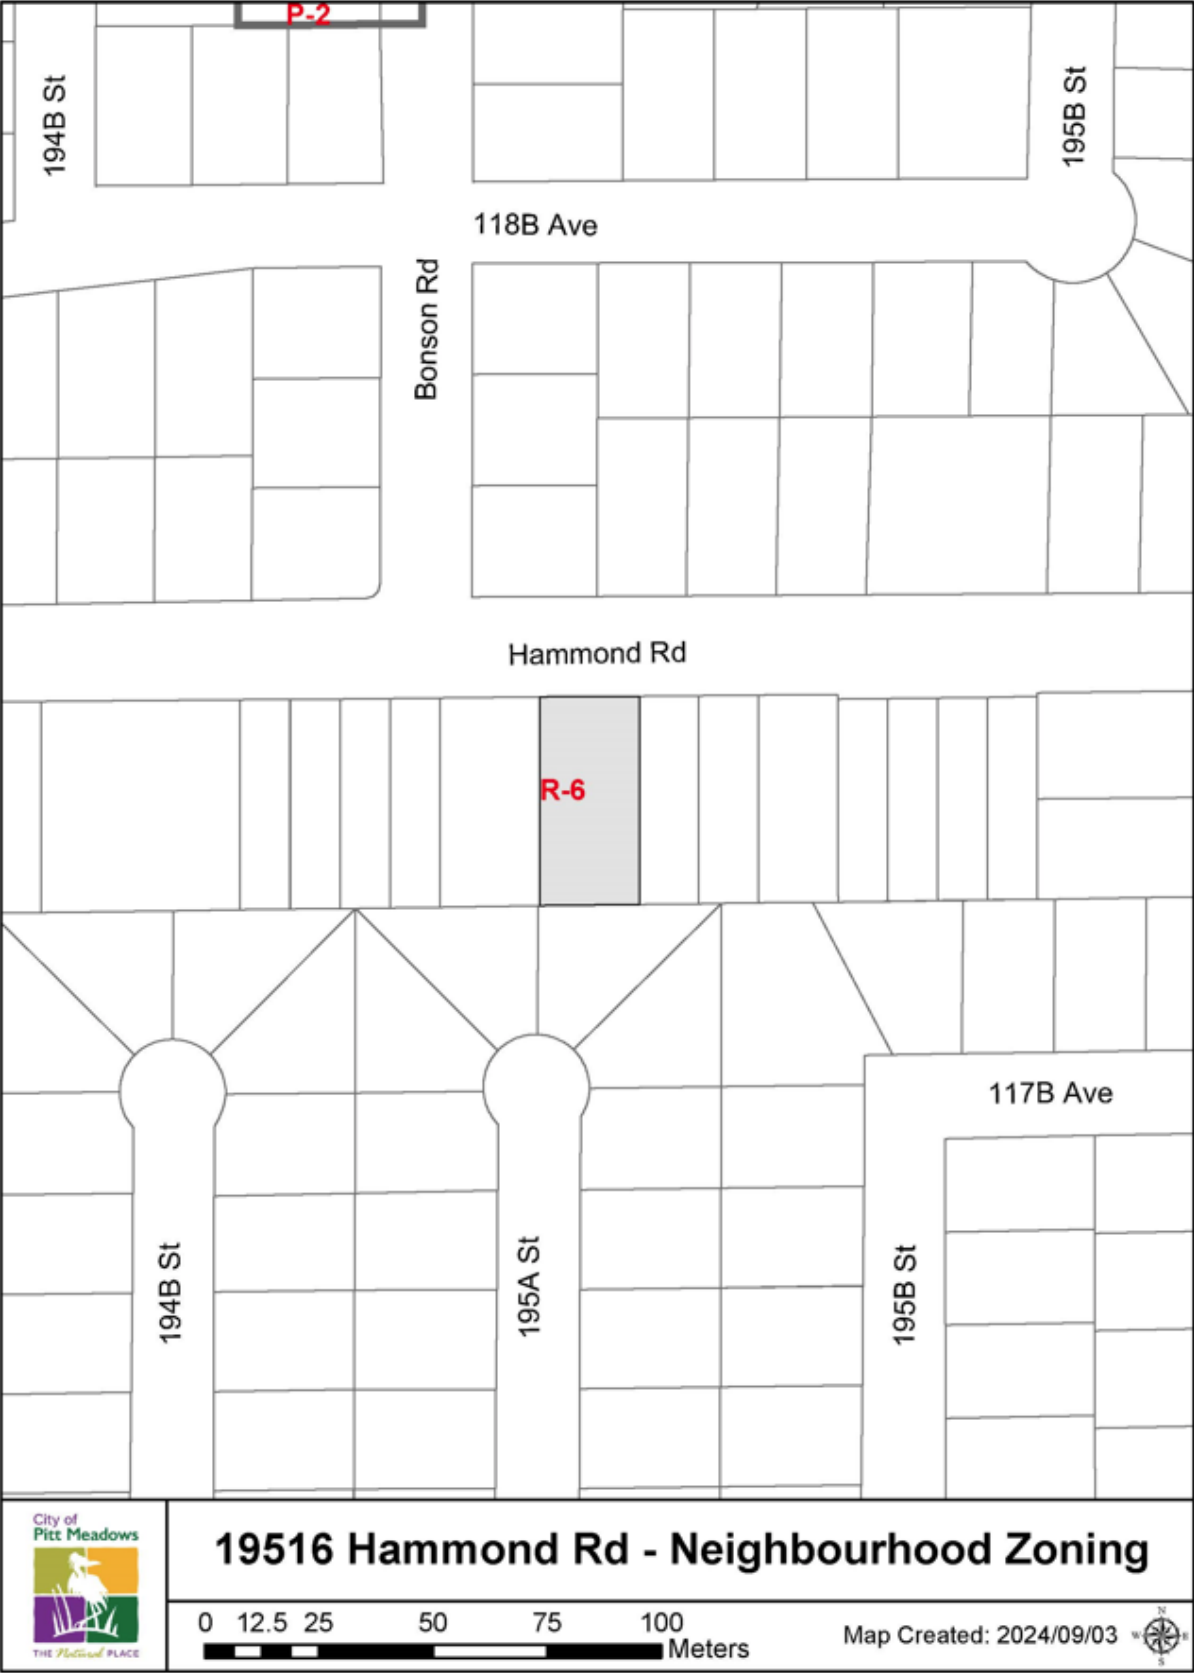 P-2
194B St
195B St
118B Ave
Bonson Rd
Hammond Rd
R-6
117B Ave
194B St
195A St
195B St
City of
Pitt Meadows
THE Natural PLACE
19516 Hammond Rd - Neighbourhood Zoning
0 12.5 25 50 75 100
Meters
Map Created: 2024/09/03
N
W E
S